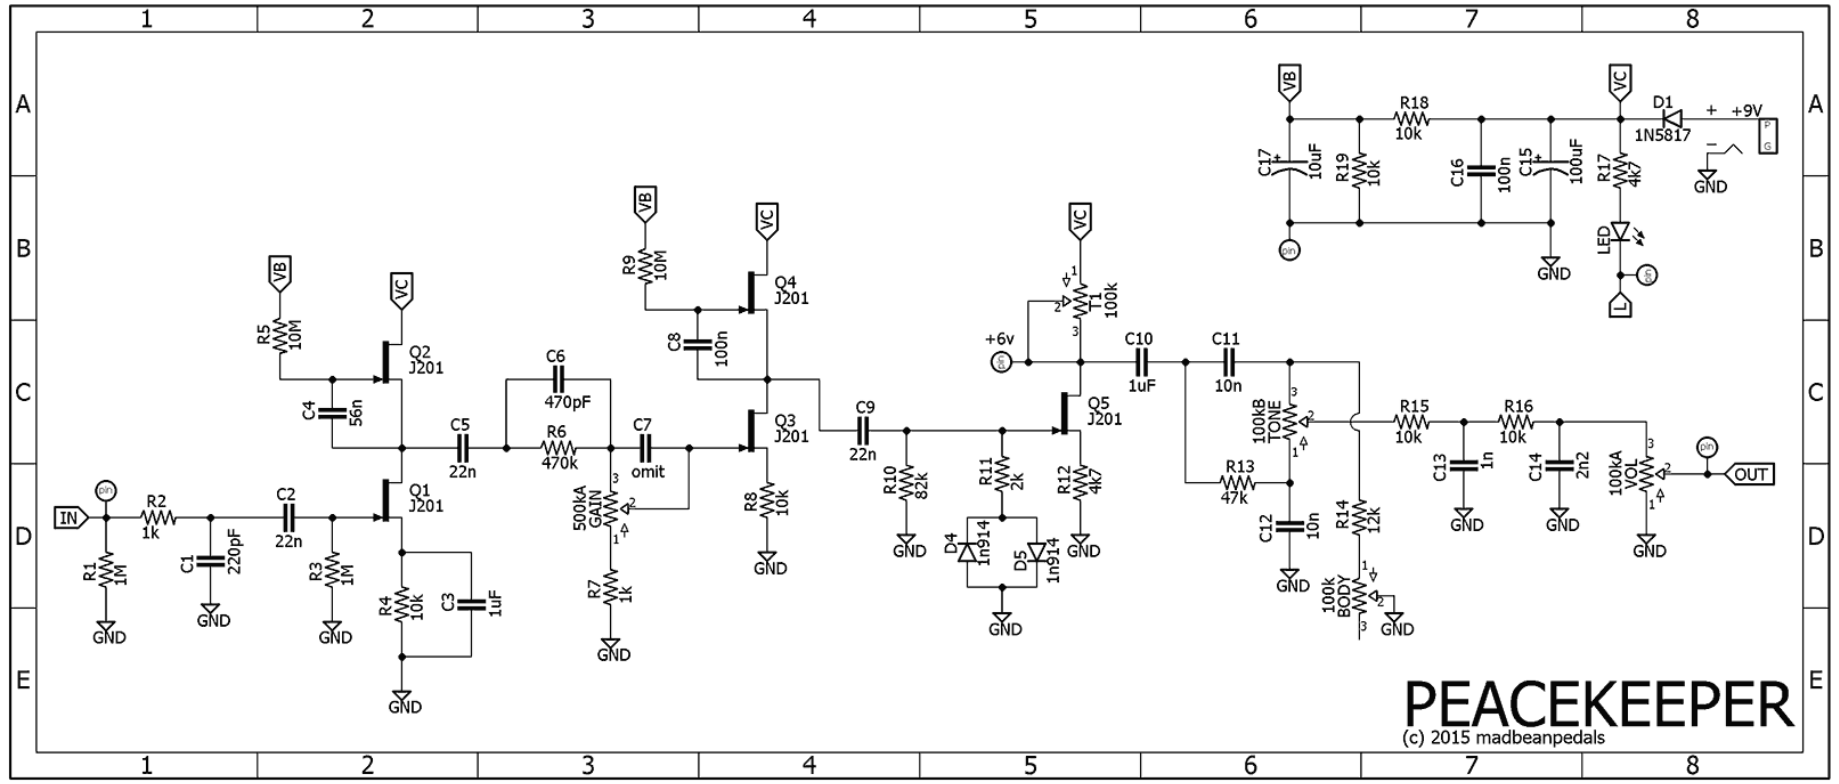 1 2 3 4 5 6 7 8
A
B
C
D
E
A
B
C
D
E
VB
VC
R18
10k
D1
1N5817
+ +9V
P
G
-
GND
C17
+
10uF
R19
10k
C16
100n
C15
+
100uF
R17
4k7
pin
GND
LED
pin
L
VB
R9
10M
VC
Q4
J201
C8
100n
VC
1
2
T1
100k
3
+6v
pin
VB
R5
10M
VC
Q2
J201
C4
56n
C5
22n
C6
470pF
R6
470k
C7
omit
Q3
J201
R8
10k
GND
3
500kA
GAIN
2
1
R7
1k
GND
pin
IN
R2
1k
R1
1M
GND
C1
220pF
GND
C2
22n
R3
1M
GND
Q1
J201
R4
10k
C3
1uF
GND
C9
22n
R10
82k
GND
R11
2k
D4
1n914
D5
1n914
GND
Q5
J201
R12
4k7
GND
C10
1uF
C11
10n
3
100kB
TONE
2
1
R13
47k
C12
10n
GND
R14
12k
1
100k
BODY
2
3
GND
R15
10k
C13
1n
GND
R16
10k
C14
2n2
GND
3
100kA
VOL
2
1
GND
pin
OUT
PEACEKEEPER
(c) 2015 madbeanpedals
1 2 3 4 5 6 7 8